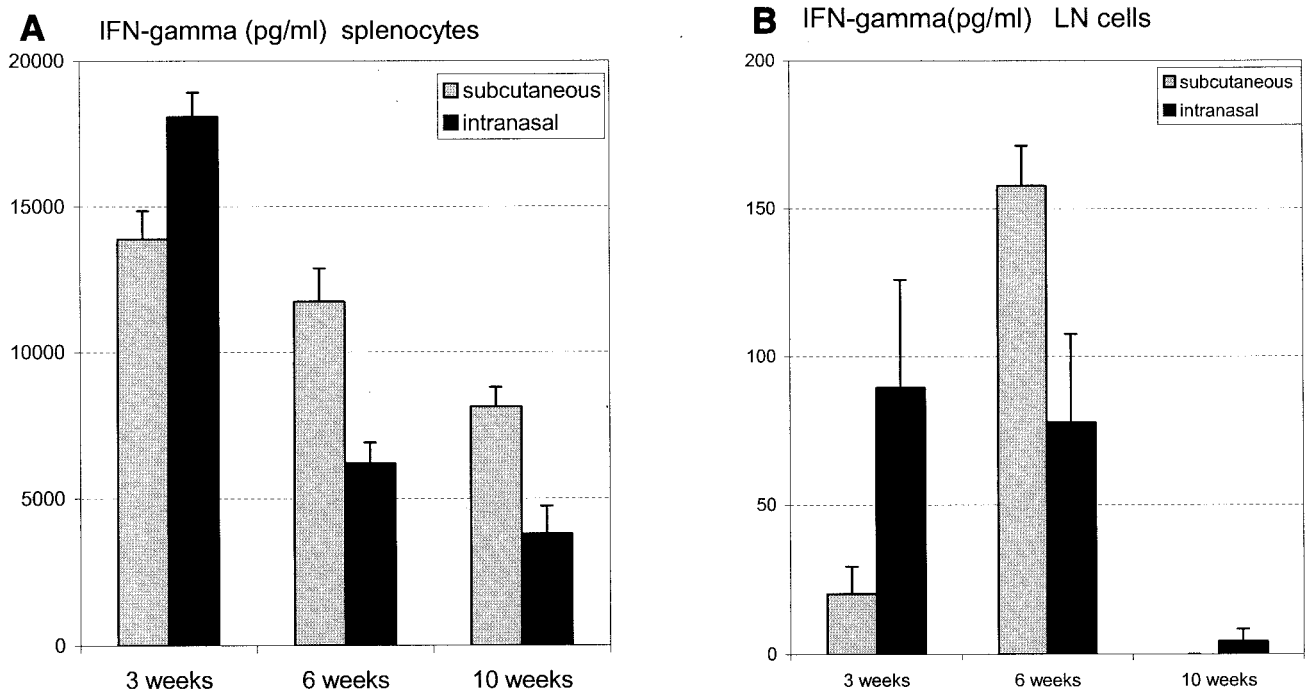 A IFN-gamma (pg/ml) splenocytes
20000
15000
10000
5000
0
subcutaneous
intranasal
3 weeks 6 weeks 10 weeks
B IFN-gamma(pg/ml) LN cells
200
150
100
50
0
subcutaneous
intranasal
3 weeks 6 weeks 10 weeks